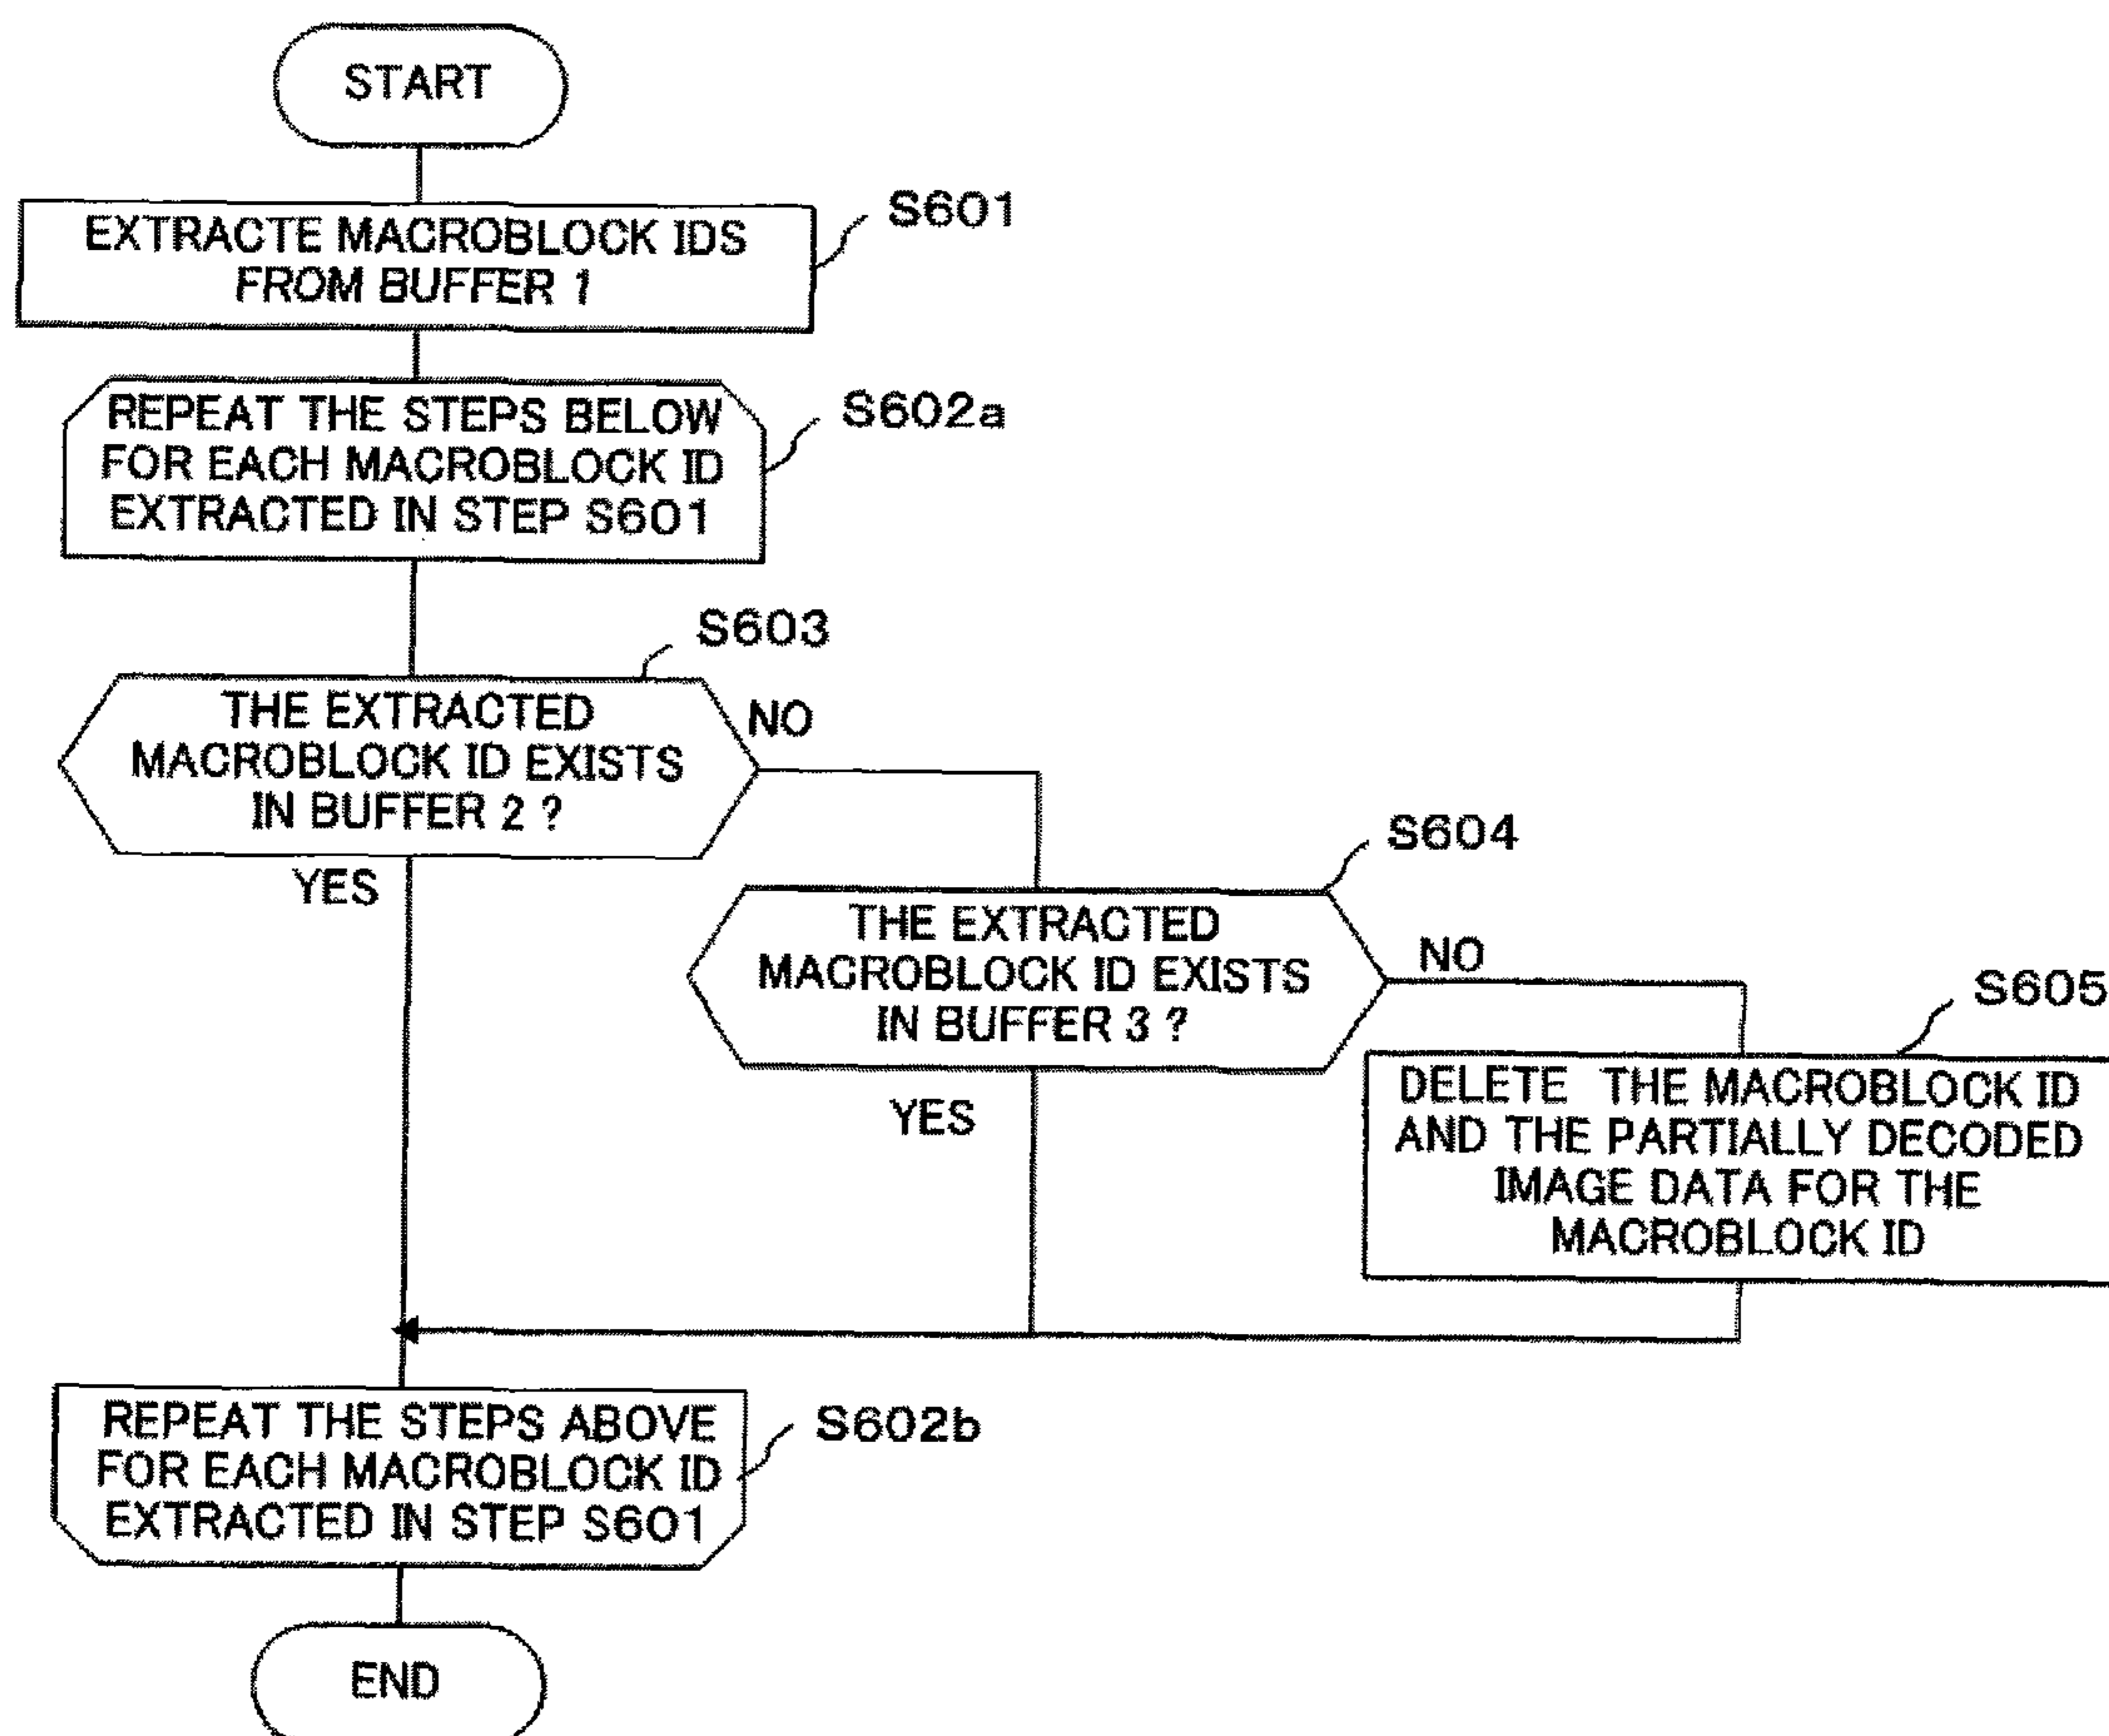 START
EXTRACTE MACROBLOCK IDS
FROM BUFFER 1
S601
REPEAT THE STEPS BELOW
FOR EACH MACROBLOCK ID
EXTRACTED IN STEP S601
S602a
S603
THE EXTRACTED
MACROBLOCK ID EXISTS
IN BUFFER 2 ?
NO
YES
S604
THE EXTRACTED
MACROBLOCK ID EXISTS
IN BUFFER 3 ?
NO
YES
S605
DELETE THE MACROBLOCK ID
AND THE PARTIALLY DECODED
IMAGE DATA FOR THE
MACROBLOCK ID
REPEAT THE STEPS ABOVE
FOR EACH MACROBLOCK ID
EXTRACTED IN STEP S601
S602b
END